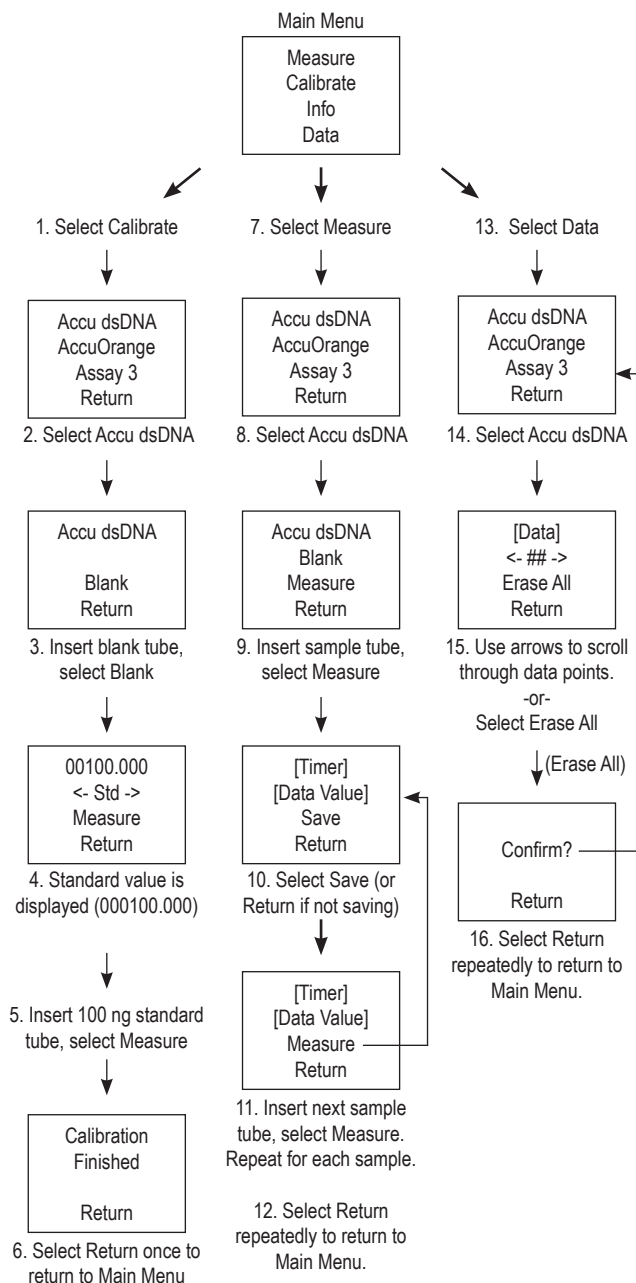 Main Menu
Measure
Calibrate
Info
Data
1. Select Calibrate
Accu dsDNA
AccuOrange
Assay 3
Return
2. Select Accu dsDNA
Accu dsDNA
Blank
Return
3. Insert blank tube,
select Blank
00100.000
<- Std ->
Measure
Return
4. Standard value is
displayed (000100.000)
5. Insert 100 ng standard
tube, select Measure
Calibration
Finished
Return
6. Select Return once to
return to Main Menu
7. Select Measure
Accu dsDNA
AccuOrange
Assay 3
Return
8. Select Accu dsDNA
Accu dsDNA
Blank
Measure
Return
9. Insert sample tube,
select Measure
[Timer]
[Data Value]
Save
Return
10. Select Save (or
Return if not saving)
[Timer]
[Data Value]
Measure
Return
11. Insert next sample
tube, select Measure.
Repeat for each sample.
12. Select Return
repeatedly to return to
Main Menu.
13. Select Data
Accu dsDNA
AccuOrange
Assay 3
Return
14. Select Accu dsDNA
[Data]
<- ## ->
Erase All
Return
15. Use arrows to scroll
through data points.
-or-
Select Erase All
(Erase All)
Confirm?
Return
16. Select Return
repeatedly to return to
Main Menu.